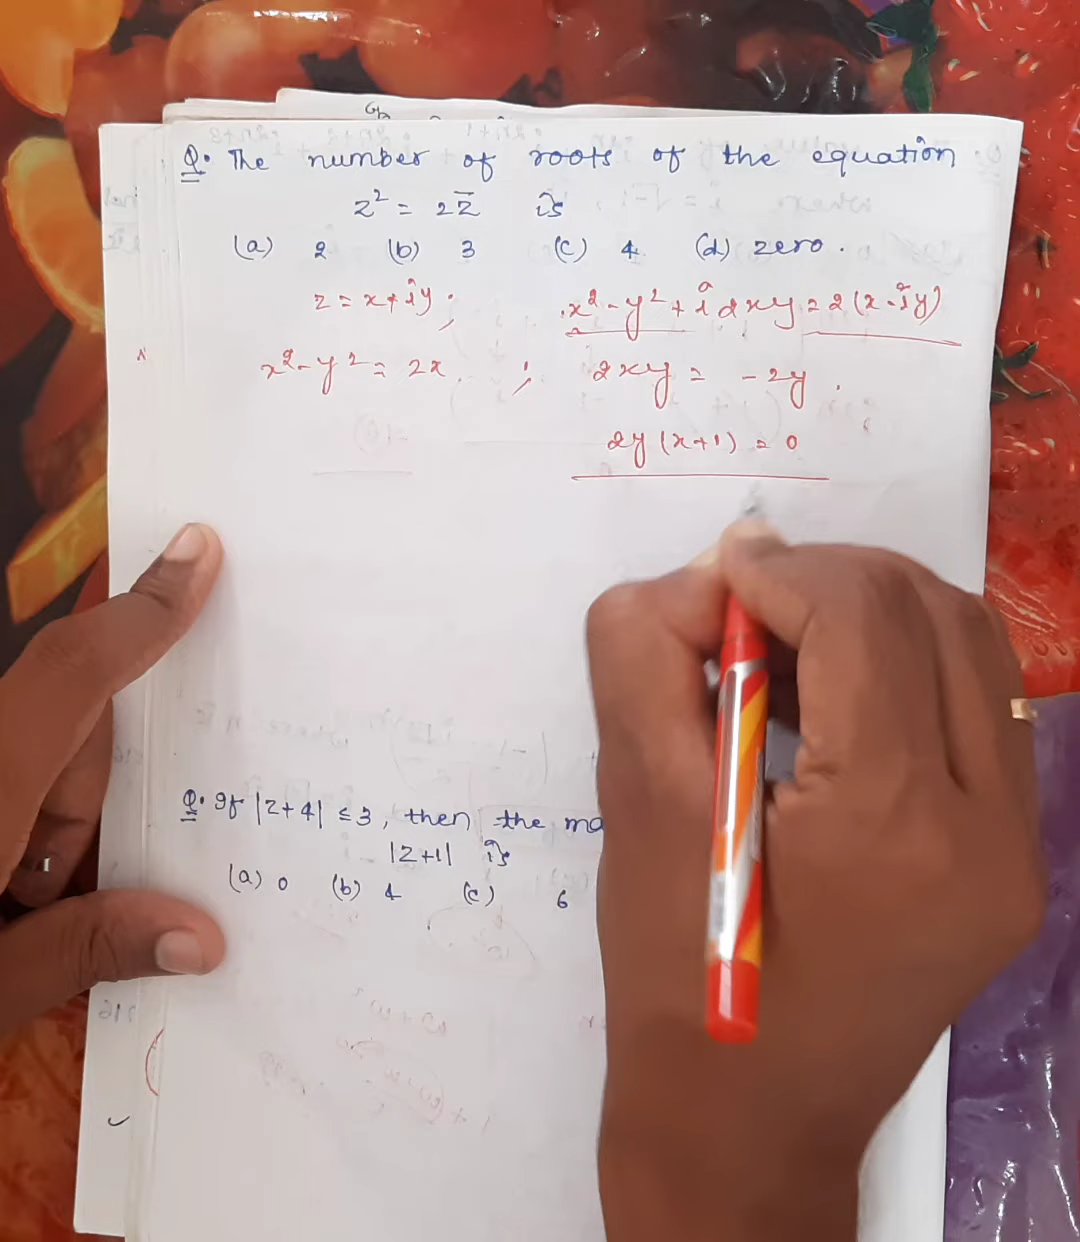 Q. The number of roots of the equation
z² = 2z̅ is
(a) 2 (b) 3 (c) 4 (d) zero.
z = x + iy ; x² - y² + i2xy = 2(x - iy)
x² - y² = 2x ; 2xy = -2y.
2y(x+1) = 0
Q. If |z+4| ≤ 3, then the
|z+1| is
(a) 0 (b) 4 (c) 6